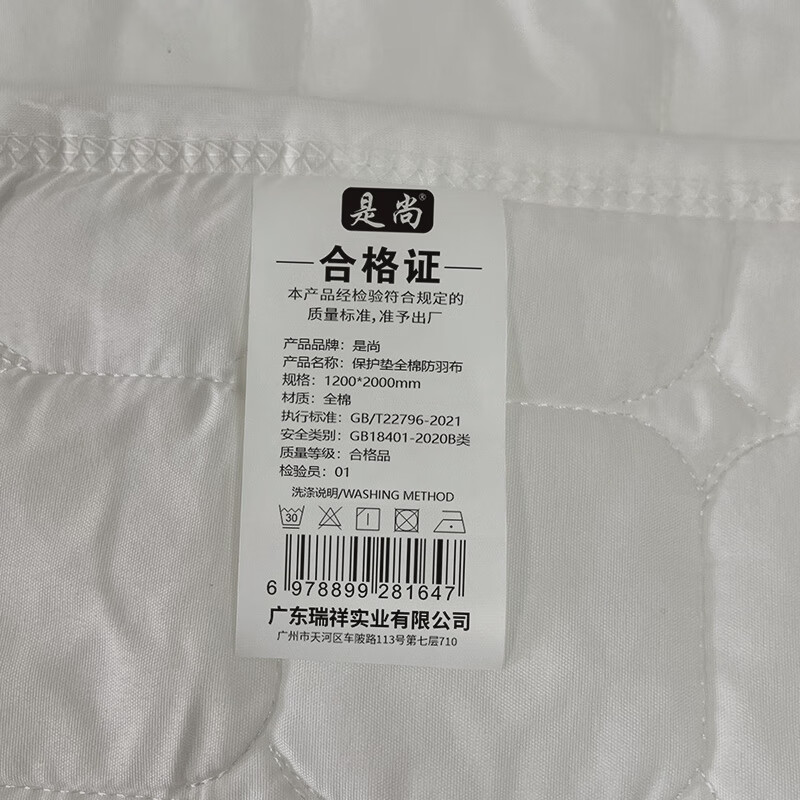 是尚®
合格证
本产品经检验符合规定的
质量标准,准予出厂
产品品牌：是尚
产品名称：保护垫全棉防羽布
规格：1200*2000mm
材质：全棉
执行标准：GB/T22796-2021
安全类别：GB18401-2020B类
质量等级：合格品
检验员：01
洗涤说明/WASHING METHOD
30
6 978899 281647
广东瑞祥实业有限公司
广州市天河区车陂路113号第七层710